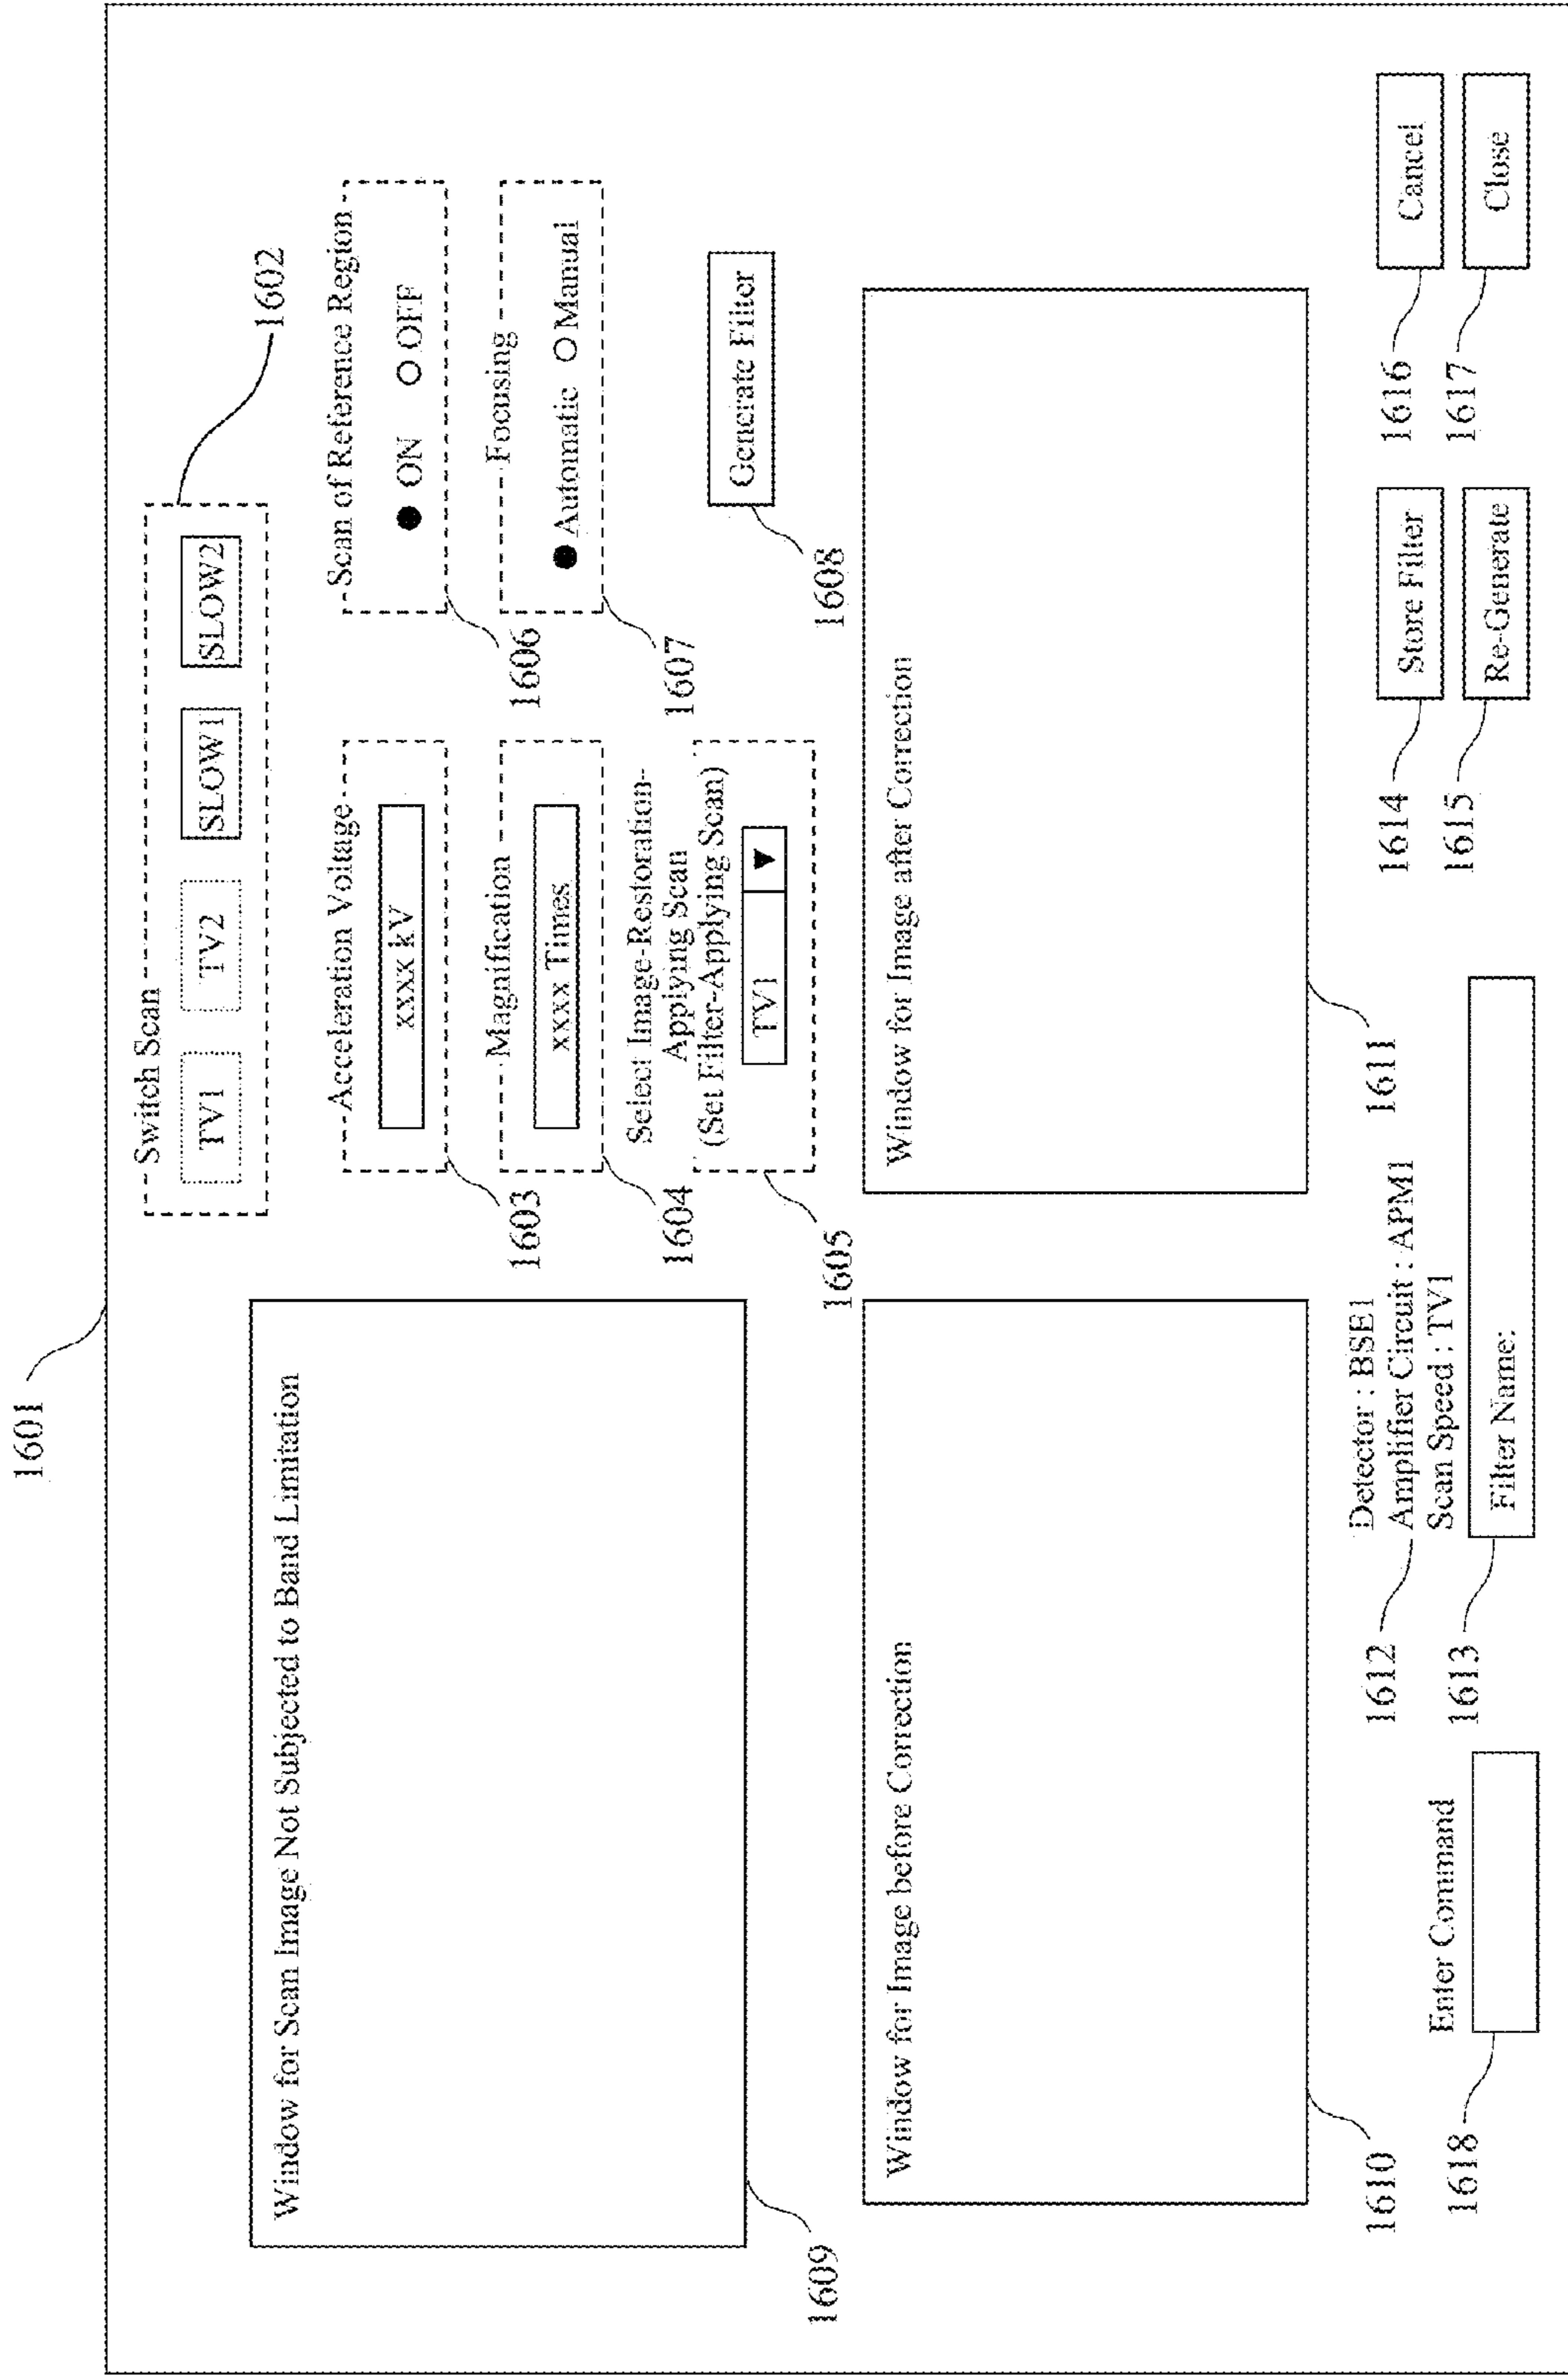 1601
Switch Scan
TV1 TV2 SLOW1 SLOW2
1602
Window for Scan Image Not Subjected to Band Limitation
1609
Acceleration Voltage
xxxx kV
1603
Scan of Reference Region
ON OFF
1606
Magnification
xxxx Times
1604
Focusing
Automatic Manual
1607
Select Image-Restoration-
Applying Scan
(Set Filter-Applying Scan)
TV1 ▼
1605
Generate Filter
1608
Window for Image before Correction
1610
Window for Image after Correction
1611
Enter Command
1618
Detector : BSE1
Amplifier Circuit : APM1
Scan Speed : TV1
1612
Filter Name:
1613
Store Filter
1614
Re-Generate
1615
Cancel
1616
Close
1617